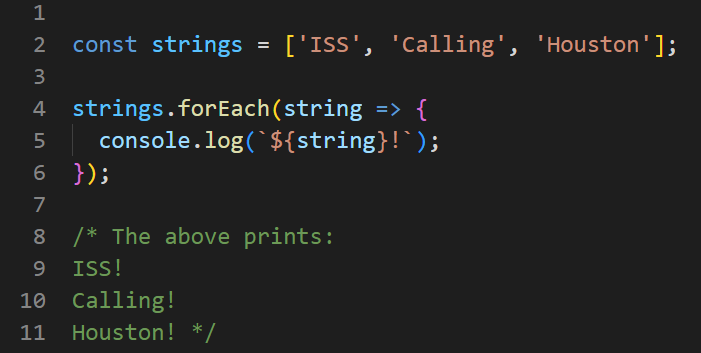 1
2 const strings = ['ISS', 'Calling', 'Houston'];
3
4 strings.forEach(string => {
5   console.log(`${string}!`);
6 });
7
8 /* The above prints:
9 ISS!
10 Calling!
11 Houston! */